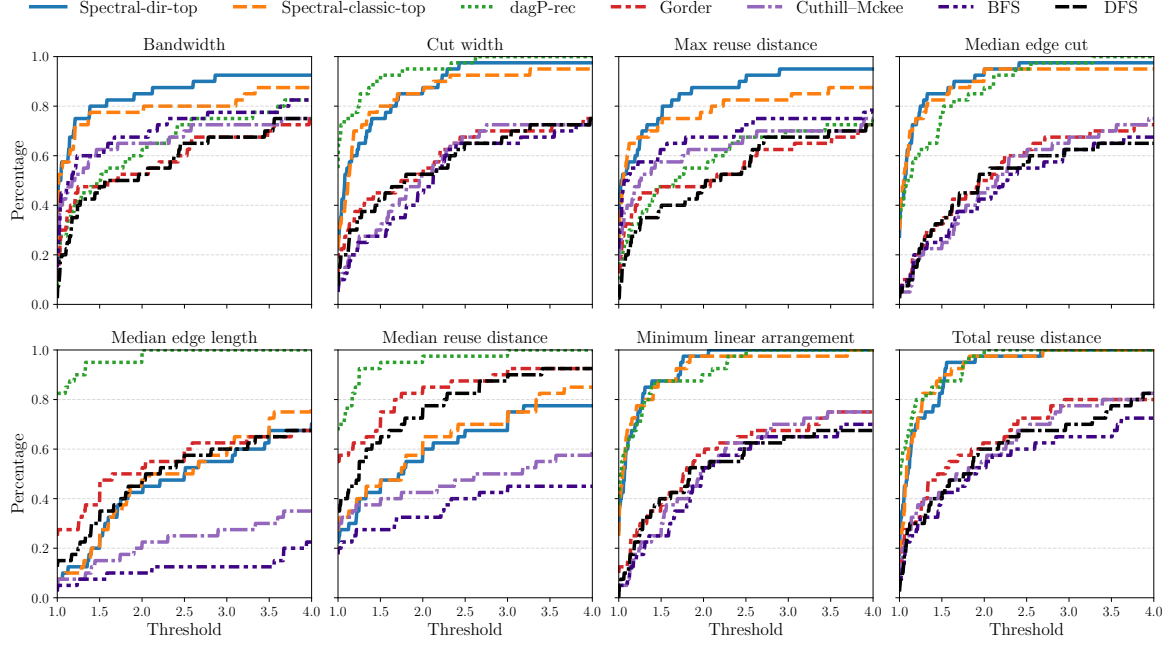 Spectral-dir-top Spectral-classic-top dagP-rec Gorder Cuthill–Mckee BFS DFS
Bandwidth Cut width Max reuse distance Median edge cut
Percentage
1.0
0.8
0.6
0.4
0.2
0.0
Median edge length Median reuse distance Minimum linear arrangement Total reuse distance
Percentage
1.0
0.8
0.6
0.4
0.2
0.0
1.0 1.5 2.0 2.5 3.0 3.5 4.0 1.0 1.5 2.0 2.5 3.0 3.5 4.0 1.0 1.5 2.0 2.5 3.0 3.5 4.0 1.0 1.5 2.0 2.5 3.0 3.5 4.0
Threshold Threshold Threshold Threshold